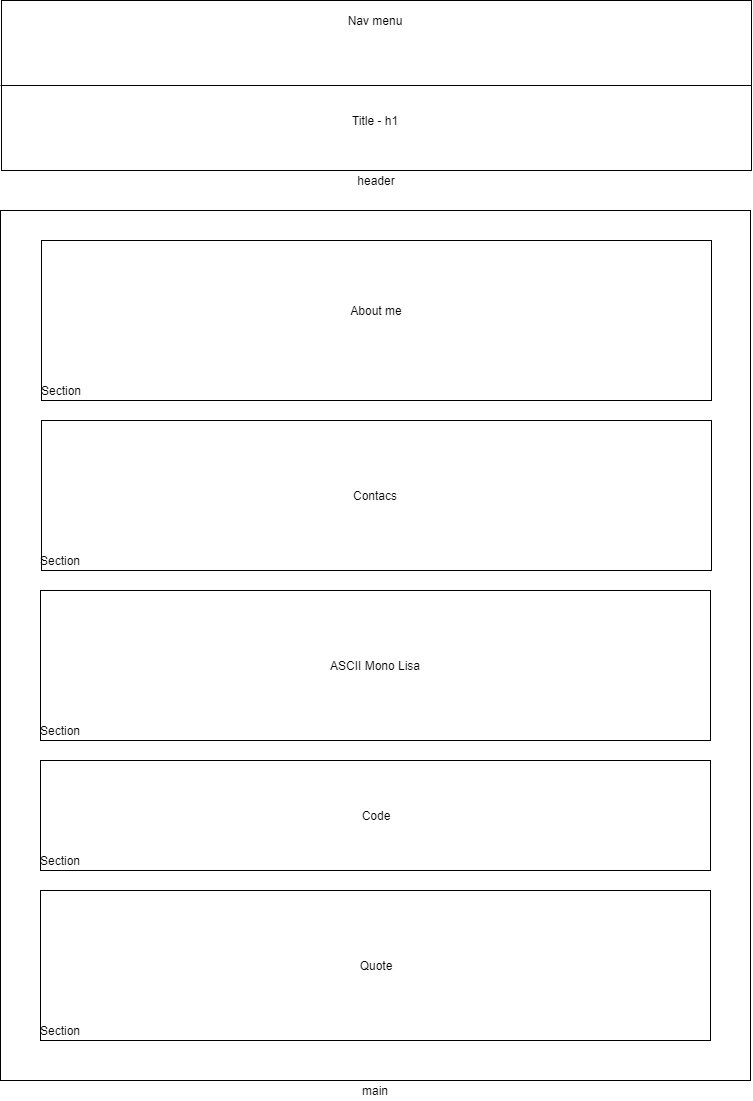 Nav menu
Title - h1
header
About me
Section
Contacs
Section
ASCII Mono Lisa
Section
Code
Section
Quote
Section
main